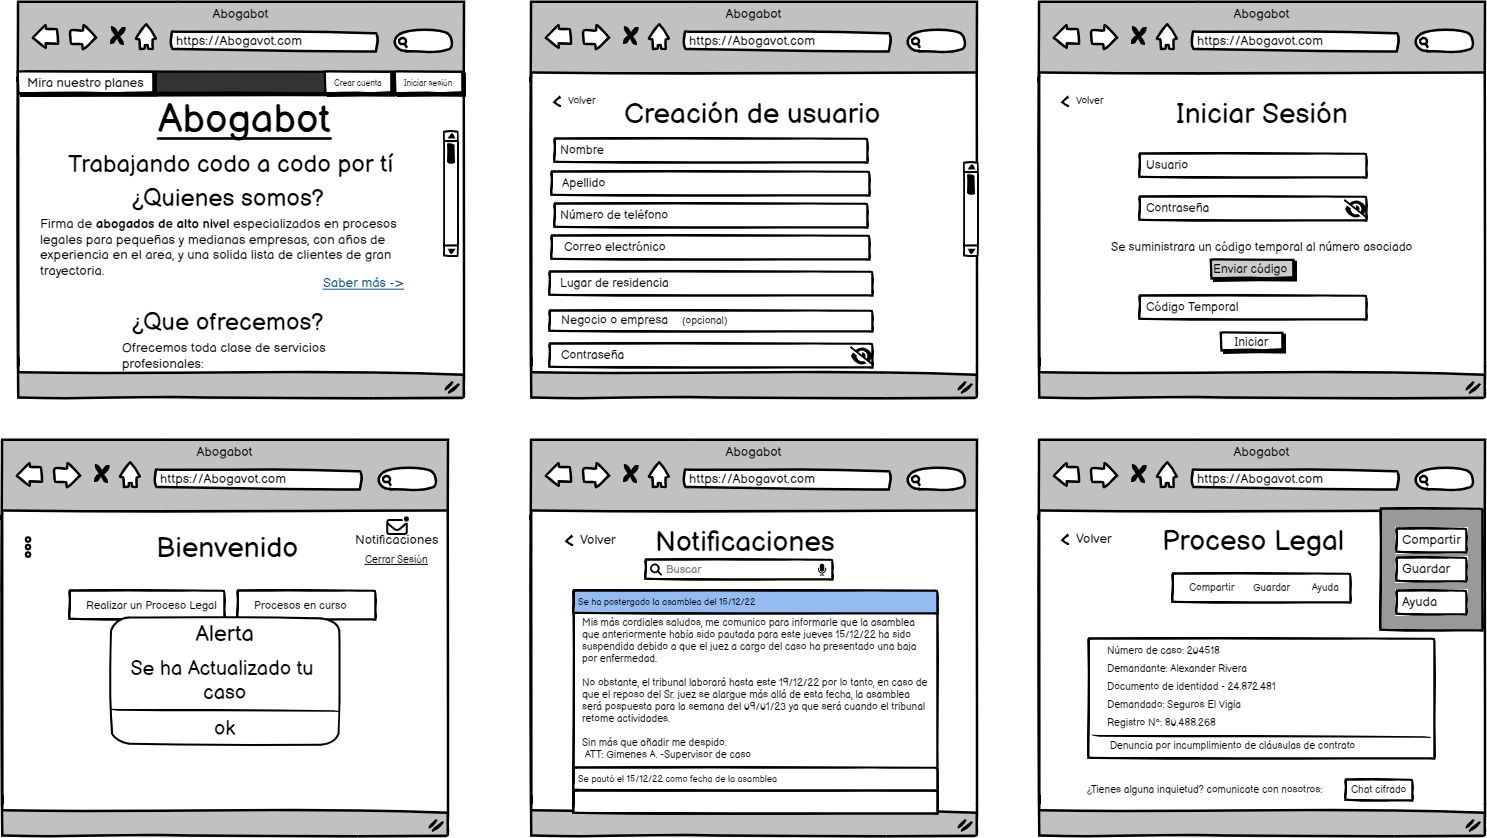 Abogabot
https://Abogavot.com
Mira nuestro planes
Crear cuenta
Iniciar sesión
Abogabot
Trabajando codo a codo por tí
¿Quienes somos?
Firma de abogados de alto nivel especializados en procesos
legales para pequeñas y medianas empresas, con años de
experiencia en el area, y una solida lista de clientes de gran
trayectoria.
Saber más ->
¿Que ofrecemos?
Ofrecemos toda clase de servicios
profesionales:
Abogabot
https://Abogavot.com
Volver
Creación de usuario
Nombre
Apellido
Número de teléfono
Correo electrónico
Lugar de residencia
Negocio o empresa (opcional)
Contraseña
Abogabot
https://Abogavot.com
Volver
Iniciar Sesión
Usuario
Contraseña
Se suministrara un código temporal al número asociado
Enviar código
Código Temporal
Iniciar
Abogabot
https://Abogavot.com
Bienvenido
Notificaciones
Cerrar Sesión
Realizar un Proceso Legal
Procesos en curso
Alerta
Se ha Actualizado tu
caso
ok
Abogabot
https://Abogavot.com
Volver
Notificaciones
Buscar
Se ha postergado la asamblea del 15/12/22
Mis más cordiales saludos, me comunico para informarle que la asamblea
que anteriormente había sido pautada para este jueves 15/12/22 ha sido
suspendida debido a que el juez a cargo del caso ha presentado una baja
por enfermedad.
No obstante, el tribunal laborará hasta este 19/12/22 por lo tanto, en caso de
que el reposo del Sr. juez se alargue más allá de esta fecha, la asamblea
será pospuesta para la semana del 09/01/23 ya que será cuando el tribunal
retome actividades.
Sin más que añadir me despido.
ATT: Gimenes A. -Supervisor de caso
Se pautó el 15/12/22 como fecha de la asamblea
Abogabot
https://Abogavot.com
Volver
Proceso Legal
Compartir
Guardar
Ayuda
Compartir Guardar Ayuda
Número de caso: 204518
Demandante: Alexander Rivera
Documento de identidad - 24.872.481
Demandado: Seguros El Vigía
Registro Nº: 80.488.268
Denuncia por incumplimiento de cláusulas de contrato
¿Tienes alguna inquietud? comunicate con nosotros:
Chat cifrado